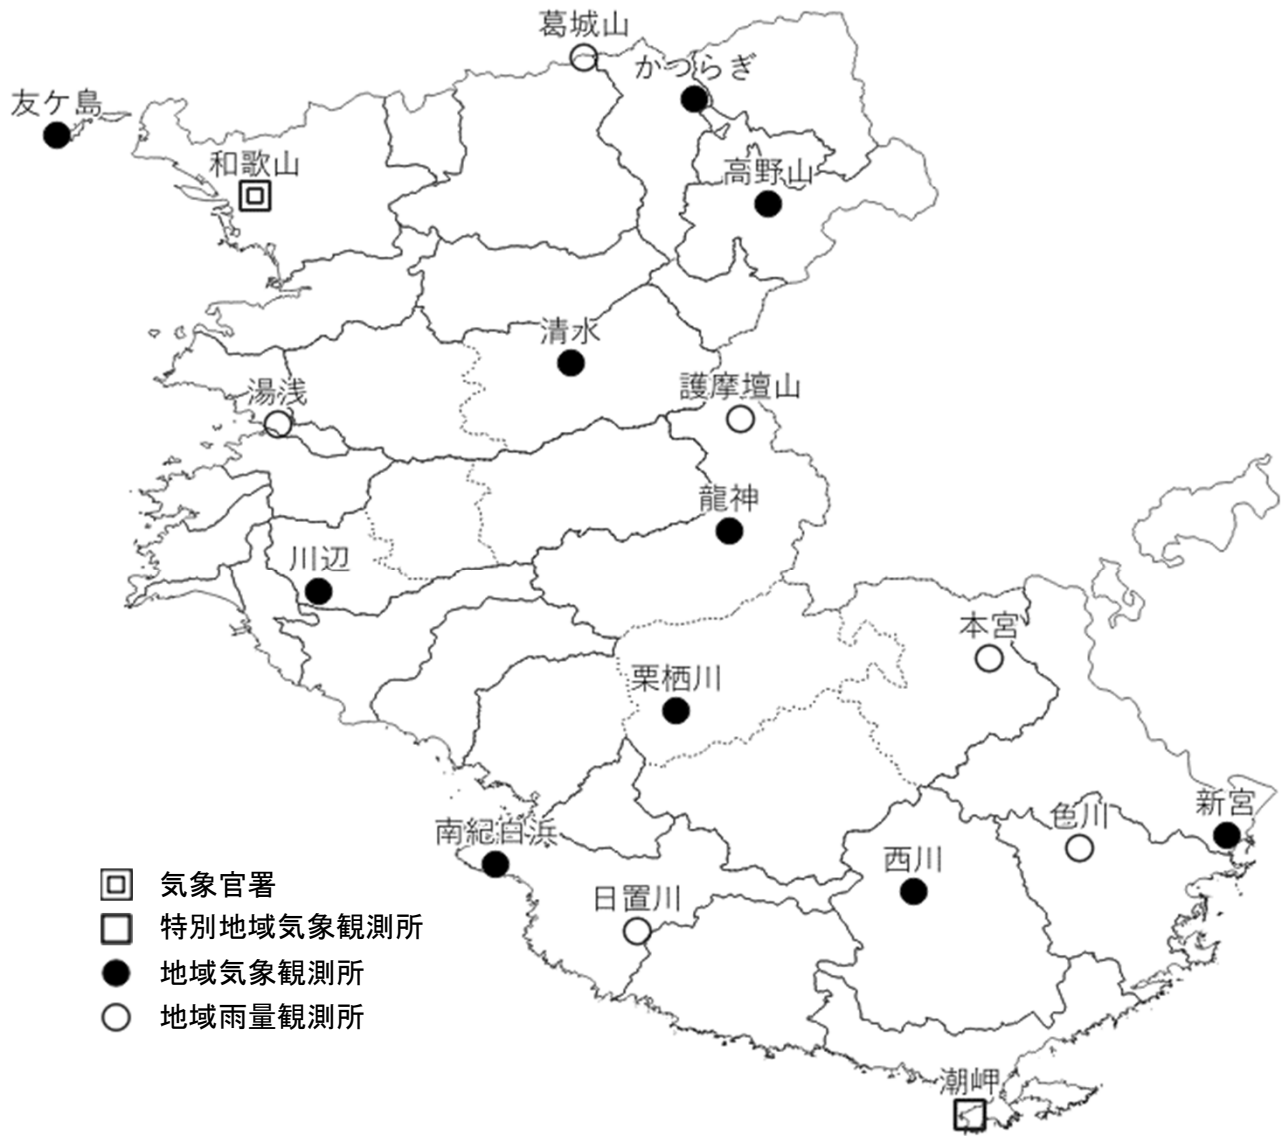 葛城山
かつらぎ
友ケ島
和歌山
高野山
清水
護摩壇山
湯浅
龍神
川辺
本宮
栗栖川
新宮
色川
南紀白浜
西川
日置川
潮岬
気象官署
特別地域気象観測所
地域気象観測所
地域雨量観測所